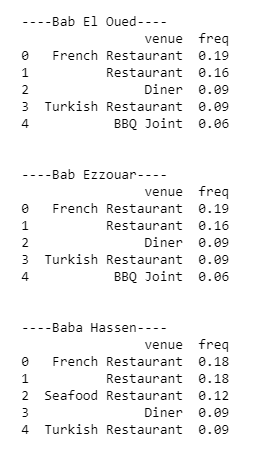 ----Bab El Oued----
                venue  freq
0   French Restaurant  0.19
1          Restaurant  0.16
2               Diner  0.09
3  Turkish Restaurant  0.09
4           BBQ Joint  0.06
----Bab Ezzouar----
                venue  freq
0   French Restaurant  0.19
1          Restaurant  0.16
2               Diner  0.09
3  Turkish Restaurant  0.09
4           BBQ Joint  0.06
----Baba Hassen----
                venue  freq
0   French Restaurant  0.18
1          Restaurant  0.18
2  Seafood Restaurant  0.12
3               Diner  0.09
4  Turkish Restaurant  0.09